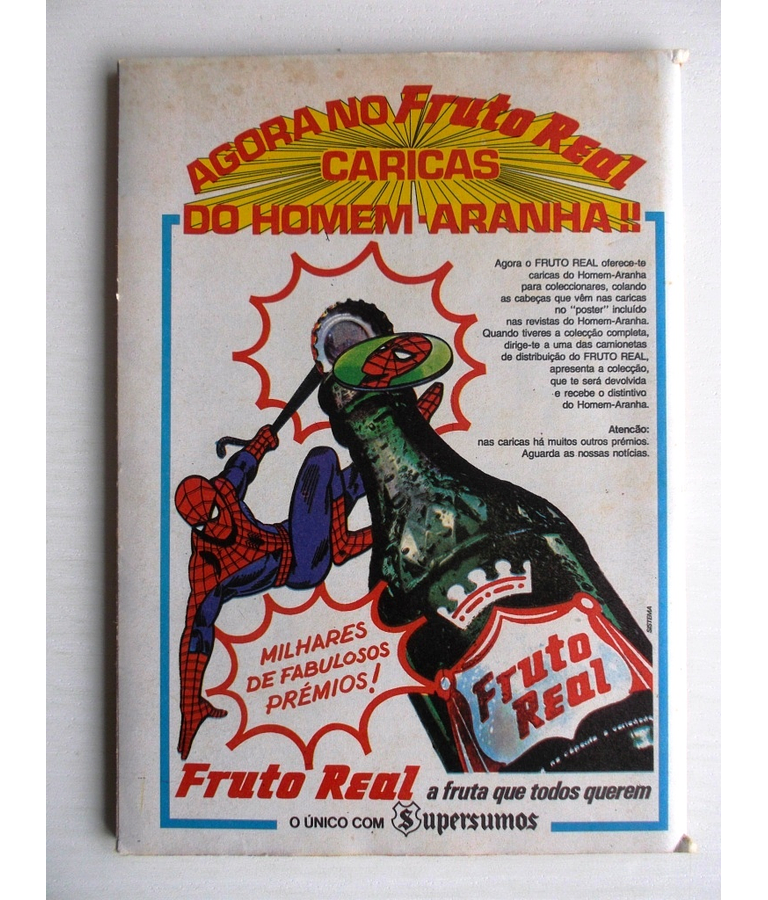 AGORA NO Fruto Real
CARICAS
DO HOMEM-ARANHA!!
Agora o FRUTO REAL oferece-te
caricas do Homem-Aranha
para coleccionares, colando
as cabeças que vêm nas caricas
no "poster" incluído
nas revistas do Homem-Aranha.
Quando tiveres a colecção completa,
dirige-te a uma das camionetas
de distribuição do FRUTO REAL,
apresenta a colecção,
que te será devolvida
e recebe o distintivo
do Homem-Aranha.
Atencão:
nas caricas há muitos outros prémios.
Aguarda as nossas notícias.
MILHARES
DE FABULOSOS
PRÉMIOS!
Fruto
Real
na cápsula a variedade
SISTEMA
Fruto Real a fruta que todos querem
O ÚNICO COM Supersumos